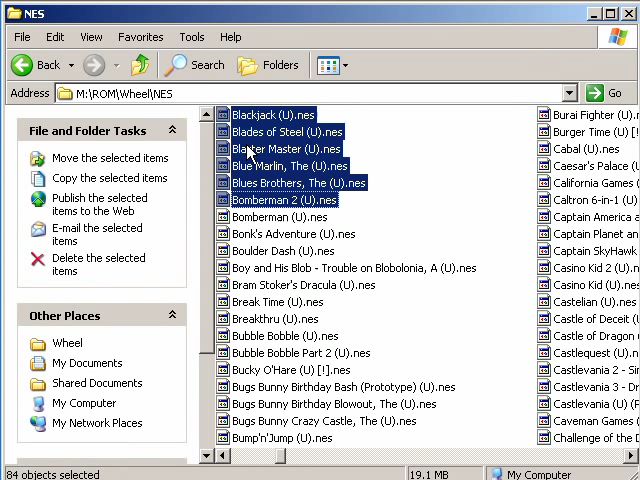 NES
File Edit View Favorites Tools Help
Back Search Folders
Address M:\ROM\Wheel\NES Go
File and Folder Tasks
Move the selected items
Copy the selected items
Publish the selected
items to the Web
E-mail the selected
items
Delete the selected
items
Other Places
Wheel
My Documents
Shared Documents
My Computer
My Network Places
Blackjack (U).nes
Blades of Steel (U).nes
Blaster Master (U).nes
Blue Marlin, The (U).nes
Blues Brothers, The (U).nes
Bomberman 2 (U).nes
Bomberman (U).nes
Bonk's Adventure (U).nes
Boulder Dash (U).nes
Boy and His Blob - Trouble on Blobolonia, A (U).nes
Bram Stoker's Dracula (U).nes
Break Time (U).nes
Breakthru (U).nes
Bubble Bobble (U).nes
Bubble Bobble Part 2 (U).nes
Bucky O'Hare (U) [!].nes
Bugs Bunny Birthday Bash (Prototype) (U).nes
Bugs Bunny Birthday Blowout, The (U).nes
Bugs Bunny Crazy Castle, The (U).nes
Bump'n'Jump (U).nes
Burai Fighter (U).n
Burger Time (U) [!
Cabal (U).nes
Caesar's Palace (U
California Games (
Caltron 6-in-1 (U)
Captain America a
Captain Planet an
Captain SkyHawk
Casino Kid 2 (U).n
Casino Kid (U).nes
Castelian (U).nes
Castle of Deceit (U
Castle of Dragon
Castlequest (U).n
Castlevania 2 - Si
Castlevania 3 - Dr
Castlevania (U) (P
Caveman Games (
Challenge of the D
84 objects selected 19.1 MB My Computer